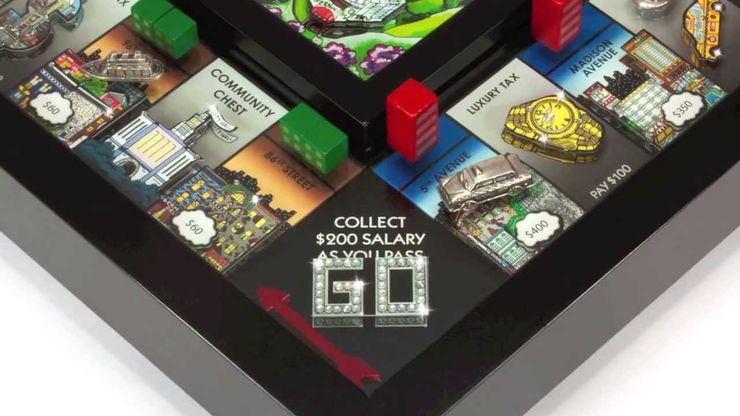 COLLECT
$200 SALARY
AS YOU PASS
GO
86TH STREET
$60
COMMUNITY
CHEST
$60
5TH AVENUE
$400
LUXURY TAX
PAY $100
MADISON
AVENUE
$350